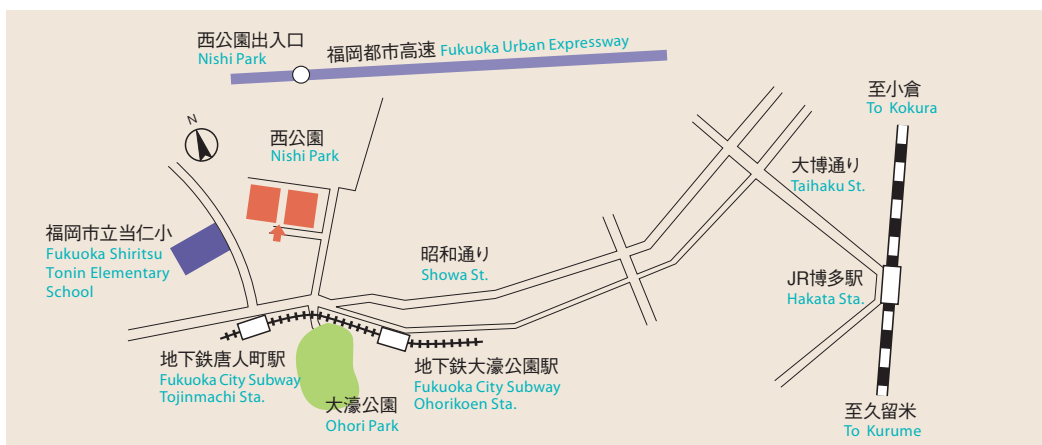 西公園出入口
Nishi Park
福岡都市高速 Fukuoka Urban Expressway
至小倉
To Kokura
N
西公園
Nishi Park
大博通り
Taihaku St.
福岡市立当仁小
Fukuoka Shiritsu
Tonin Elementary
School
昭和通り
Showa St.
JR博多駅
Hakata Sta.
地下鉄唐人町駅
Fukuoka City Subway
Tojinmachi Sta.
地下鉄大濠公園駅
Fukuoka City Subway
Ohorikoen Sta.
大濠公園
Ohori Park
至久留米
To Kurume